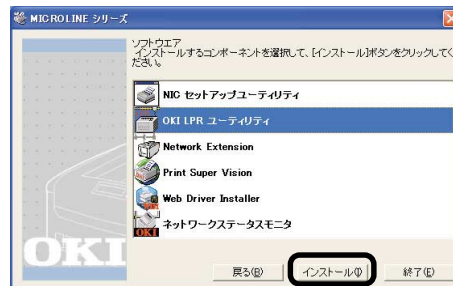 MICROLINE シリーズ
ソフトウエア
インストールするコンポーネントを選択して、[インストール]ボタンをクリックしてく
ださい。
NIC セットアップユーティリティ
OKI LPR ユーティリティ
Network Extension
Print Super Vision
Web Driver Installer
ネットワークステータスモニタ
OKI
戻る(B) インストール(I) 終了(E)